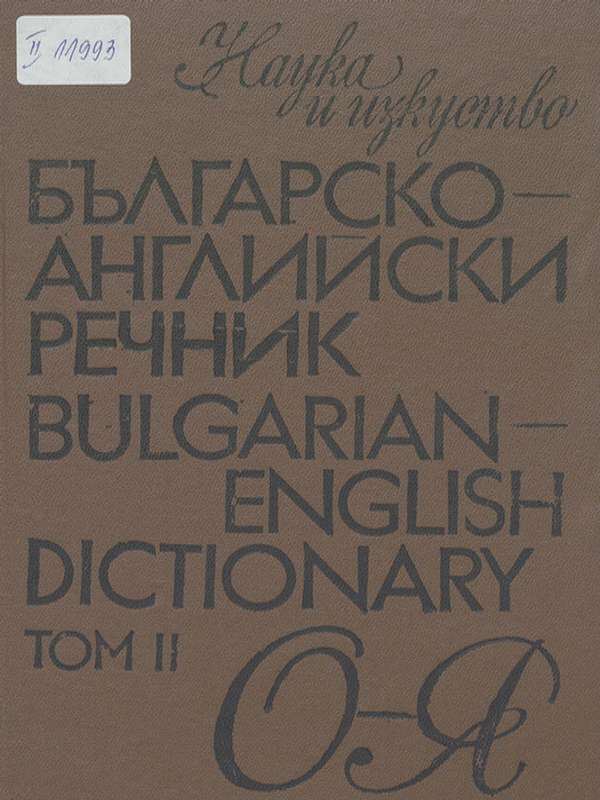 II 11993
Наука
и изкуство
БЪЛГАРСКО-
АНГЛИЙСКИ
РЕЧНИК
BULGARIAN-
ENGLISH
DICTIONARY
ТОМ II
О-Я